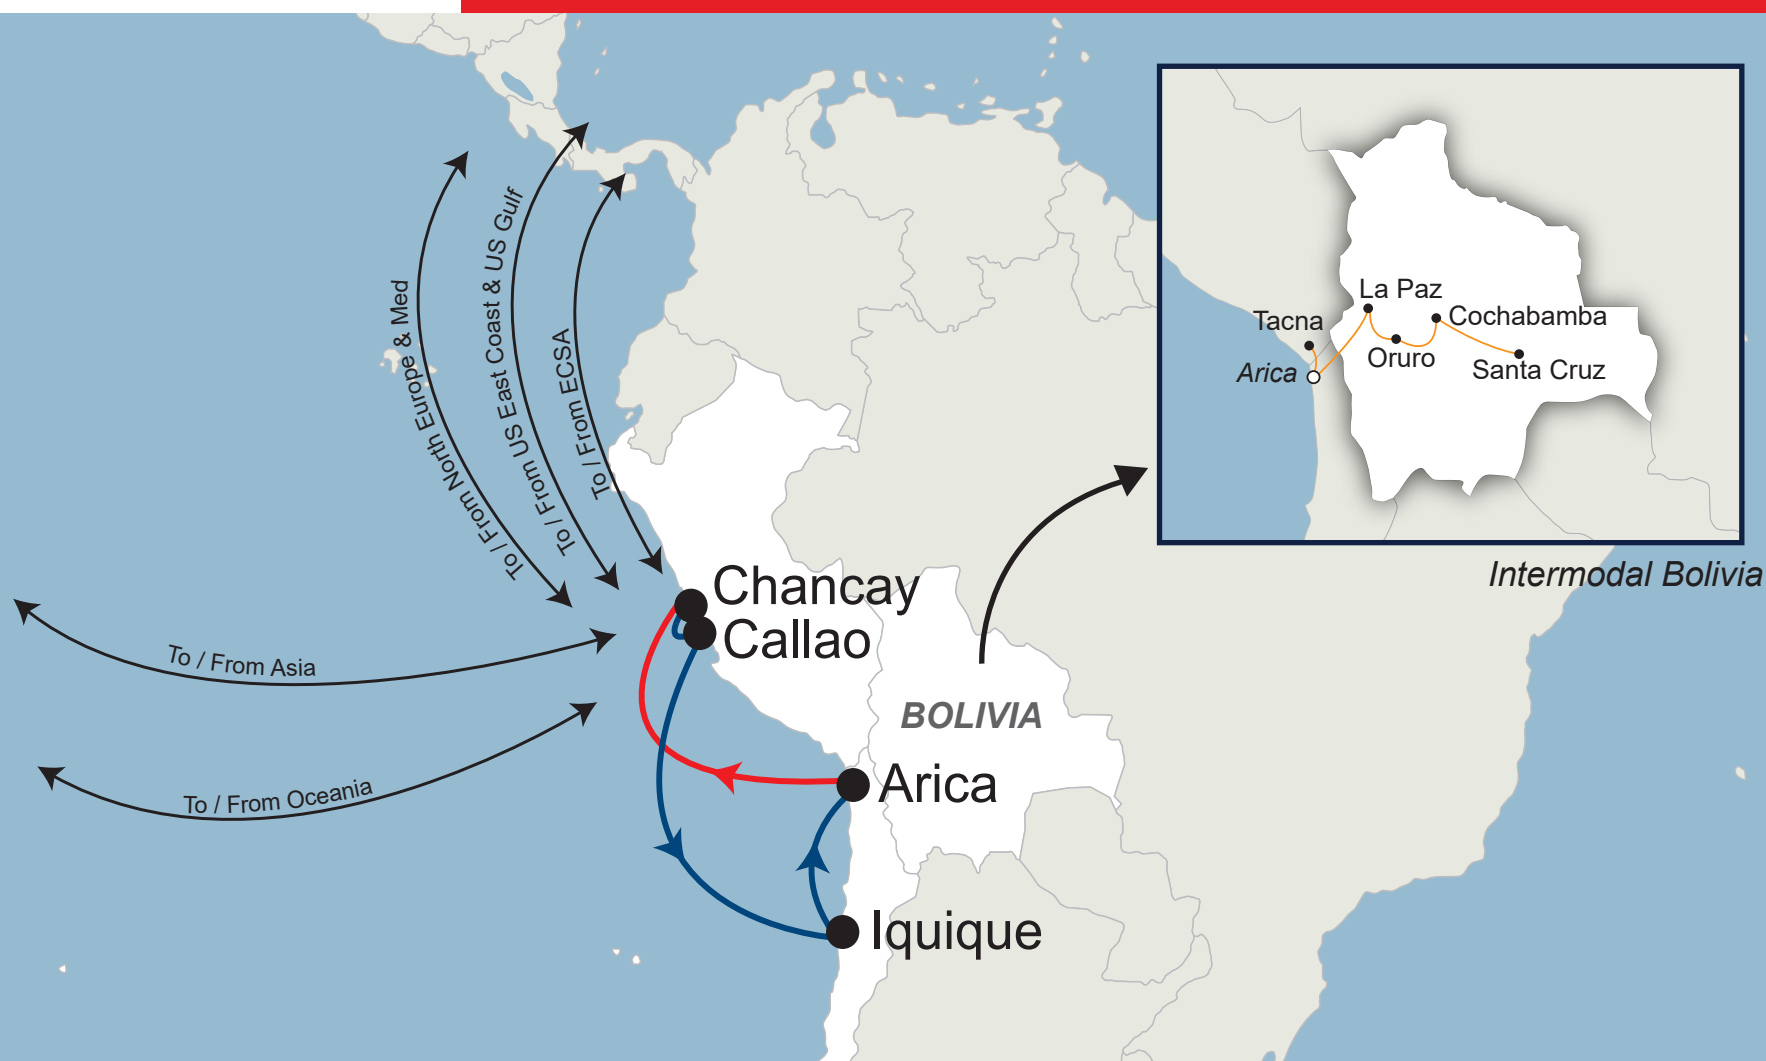 To / From North Europe & Med
To / From US East Coast & US Gulf
To / From ECSA
To / From Asia
To / From Oceania
Chancay
Callao
BOLIVIA
Arica
Iquique
La Paz
Tacna
Cochabamba
Oruro
Arica
Santa Cruz
Intermodal Bolivia